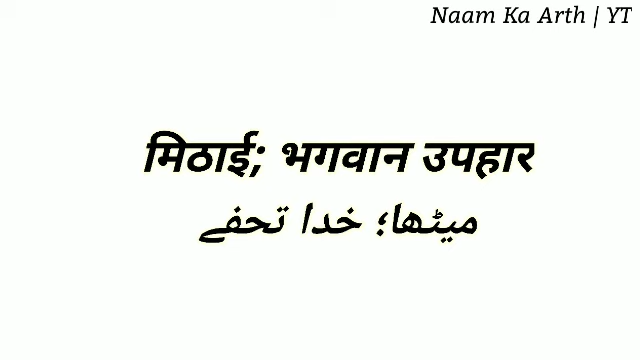 Naam Ka Arth | YT
मिठाई; भगवान उपहार
میٹھا؛ خدا تحفے